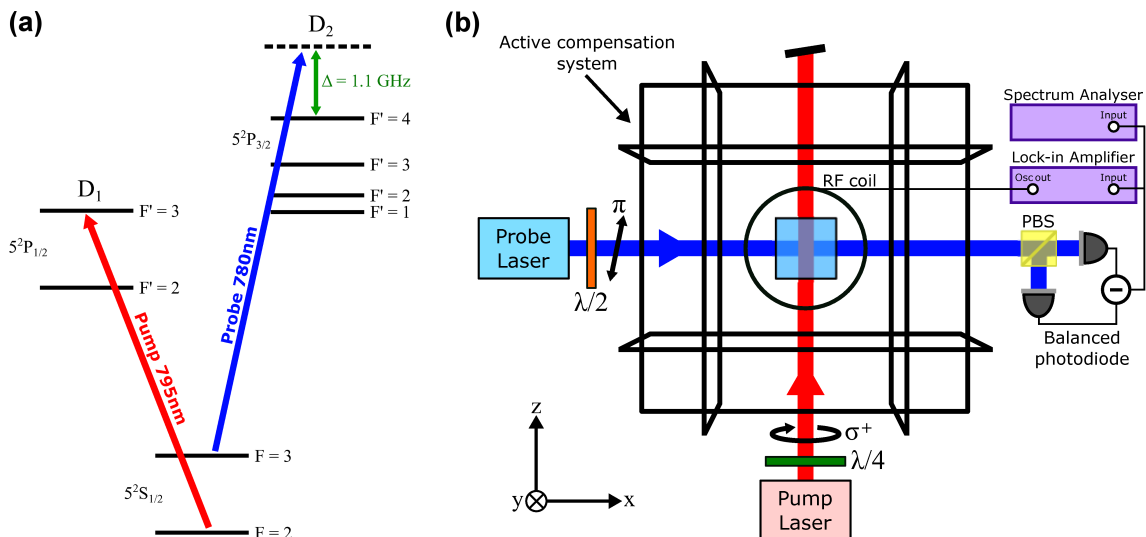 (a)
D₂
Δ = 1.1 GHz
F' = 4
5²P₃/₂
F' = 3
F' = 2
F' = 1
D₁
F' = 3
5²P₁/₂
F' = 2
Probe 780nm
Pump 795nm
F = 3
5²S₁/₂
F = 2
(b)
Active compensation
system
Spectrum Analyser
Input
Lock-in Amplifier
Osc out
Input
RF coil
PBS
π
Probe
Laser
λ/2
Balanced
photodiode
z
y
x
σ⁺
λ/4
Pump
Laser